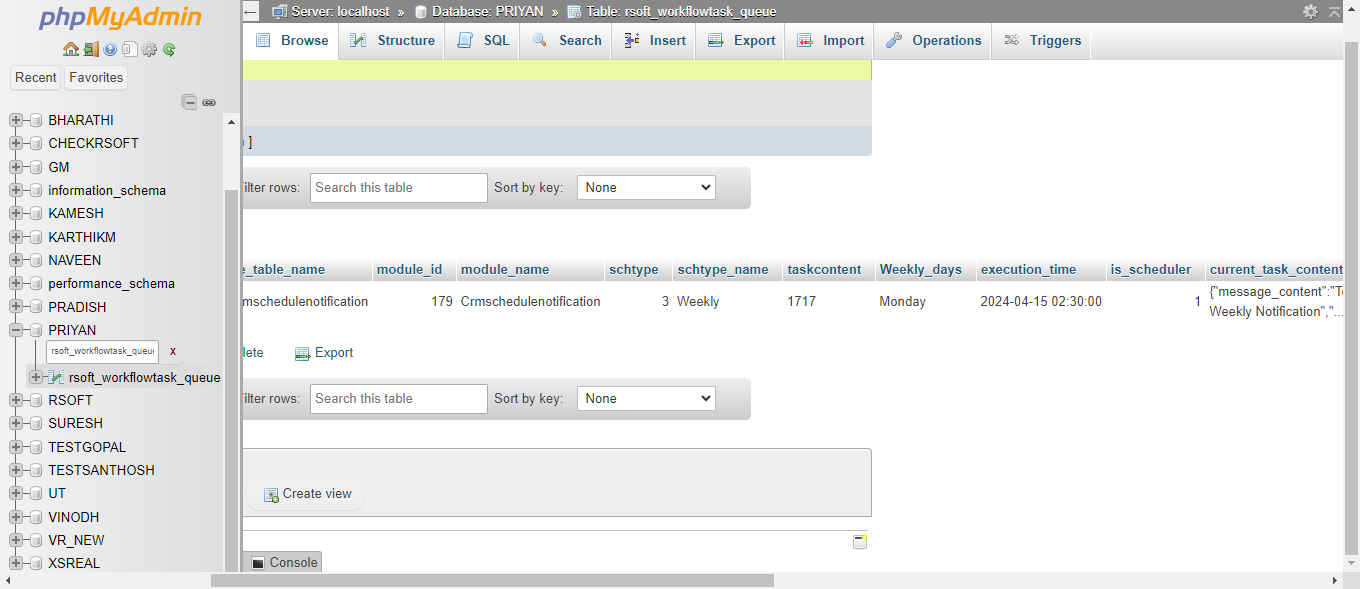 phpMyAdmin
Recent Favorites
BHARATHI
CHECKRSOFT
GM
information_schema
KAMESH
KARTHIKM
NAVEEN
performance_schema
PRADISH
PRIYAN
rsoft_workflowtask_queue X
rsoft_workflowtask_queue
RSOFT
SURESH
TESTGOPAL
TESTSANTHOSH
UT
VINODH
VR_NEW
XSREAL
Server: localhost » Database: PRIYAN » Table: rsoft_workflowtask_queue
Browse Structure SQL Search Insert Export Import Operations Triggers
]
ilter rows: Search this table Sort by key: None
e_table_name module_id module_name schtype schtype_name taskcontent Weekly_days execution_time is_scheduler current_task_content
mschedulenotification 179 Crmschedulenotification 3 Weekly 1717 Monday 2024-04-15 02:30:00 1 {"message_content":"Te
Weekly Notification","...
lete Export
ilter rows: Search this table Sort by key: None
Create view
Console